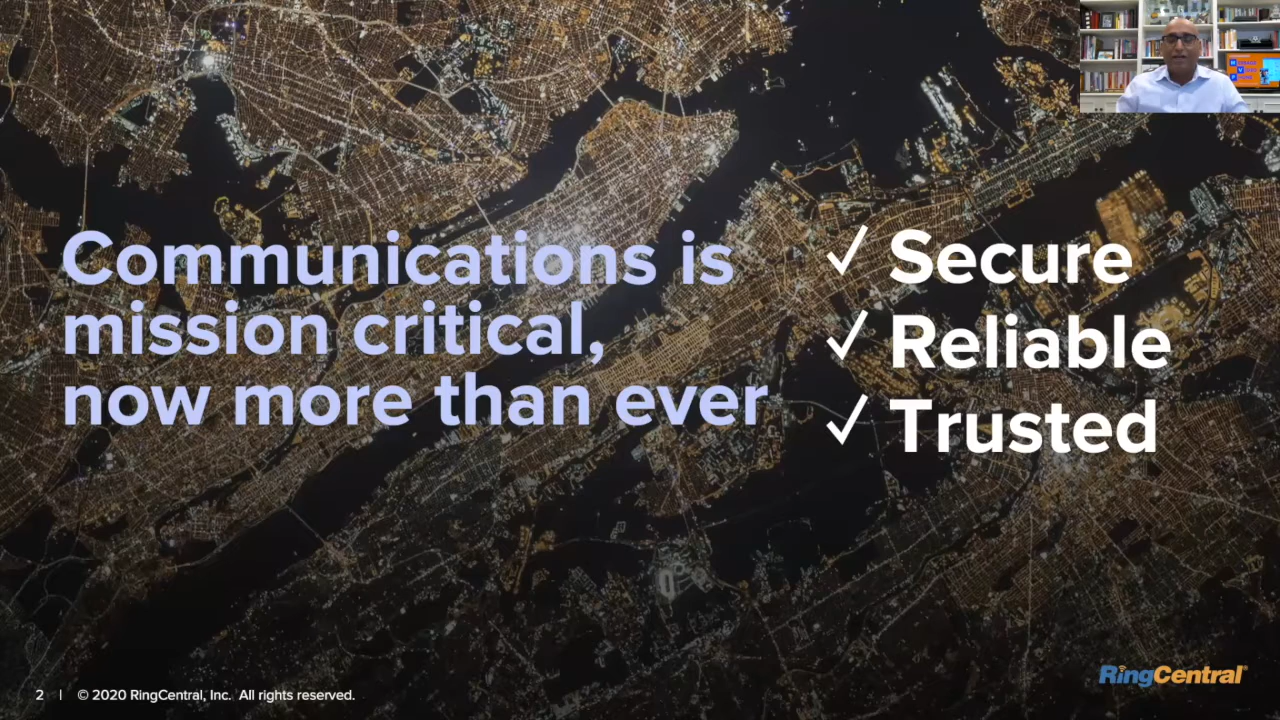 Communications is
mission critical,
now more than ever
✓ Secure
✓ Reliable
✓ Trusted
2 | © 2020 RingCentral, Inc. All rights reserved.
RingCentral®